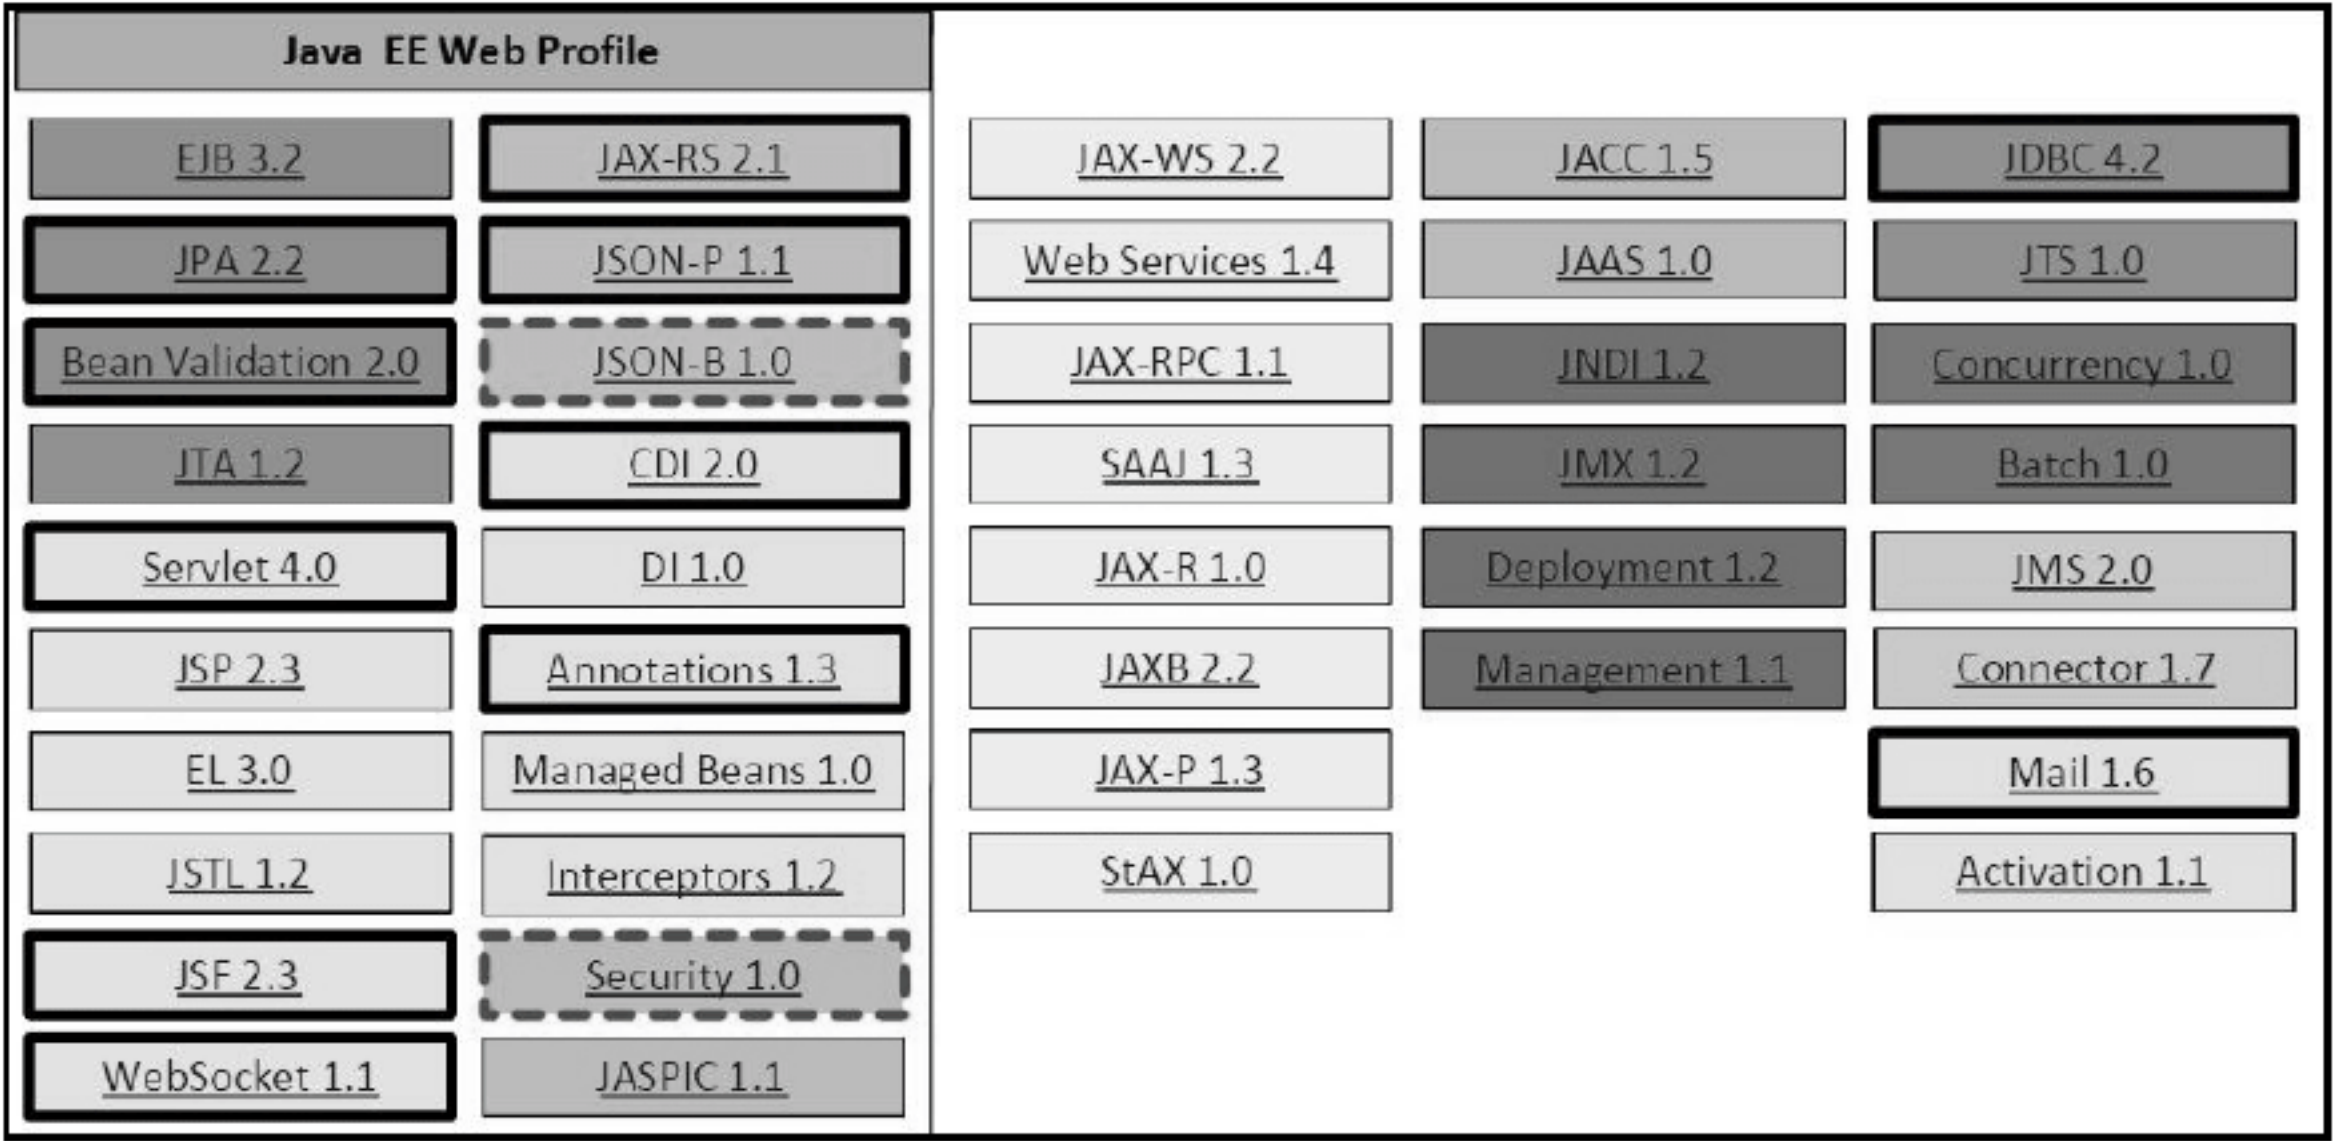 Java EE Web Profile
EJB 3.2
JPA 2.2
Bean Validation 2.0
JTA 1.2
Servlet 4.0
JSP 2.3
EL 3.0
JSTL 1.2
JSF 2.3
WebSocket 1.1
JAX-RS 2.1
JSON-P 1.1
JSON-B 1.0
CDI 2.0
DI 1.0
Annotations 1.3
Managed Beans 1.0
Interceptors 1.2
Security 1.0
JASPIC 1.1
JAX-WS 2.2
Web Services 1.4
JAX-RPC 1.1
SAAJ 1.3
JAX-R 1.0
JAXB 2.2
JAX-P 1.3
StAX 1.0
JACC 1.5
JAAS 1.0
JNDI 1.2
JMX 1.2
Deployment 1.2
Management 1.1
JDBC 4.2
JTS 1.0
Concurrency 1.0
Batch 1.0
JMS 2.0
Connector 1.7
Mail 1.6
Activation 1.1